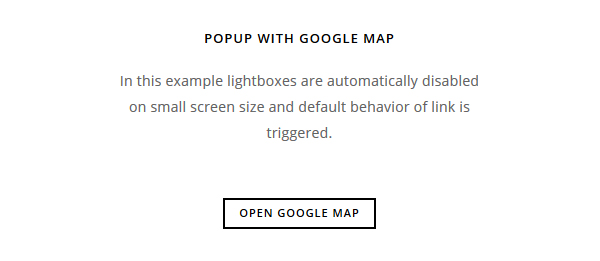 POPUP WITH GOOGLE MAP
In this example lightboxes are automatically disabled
on small screen size and default behavior of link is
triggered.
OPEN GOOGLE MAP